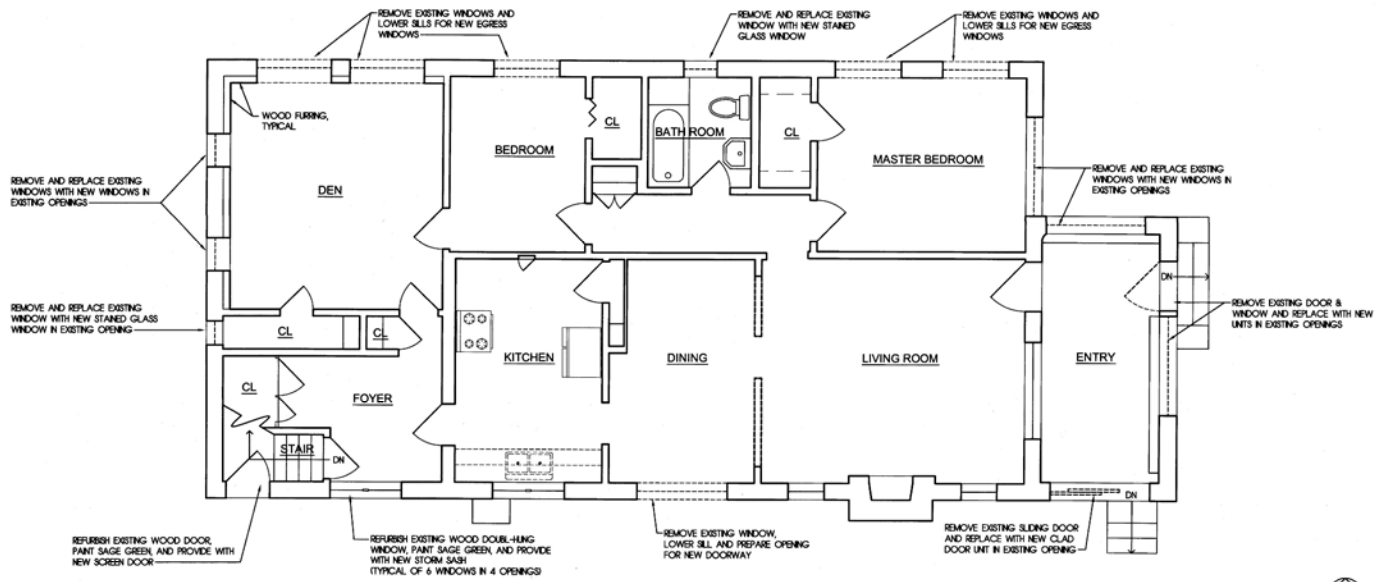 REMOVE EXISTING WINDOWS AND
LOWER SILLS FOR NEW EGRESS
WINDOWS
REMOVE AND REPLACE EXISTING
WINDOW WITH NEW STAINED
GLASS WINDOW
REMOVE EXISTING WINDOWS AND
LOWER SILLS FOR NEW EGRESS
WINDOWS
WOOD FURRING,
TYPICAL
CL
BATH ROOM
CL
BEDROOM
MASTER BEDROOM
DEN
REMOVE AND REPLACE EXISTING
WINDOWS WITH NEW WINDOWS IN
EXISTING OPENINGS
REMOVE AND REPLACE EXISTING
WINDOWS WITH NEW WINDOWS IN
EXISTING OPENINGS
DN
REMOVE EXISTING DOOR &
WINDOW AND REPLACE WITH NEW
UNITS IN EXISTING OPENINGS
REMOVE AND REPLACE EXISTING
WINDOW WITH NEW STAINED GLASS
WINDOW IN EXISTING OPENING
CL
CL
KITCHEN
DINING
LIVING ROOM
ENTRY
CL
FOYER
STAIR
DN
DN
REFURBISH EXISTING WOOD DOOR,
PAINT SAGE GREEN, AND PROVIDE WITH
NEW SCREEN DOOR
REFURBISH EXISTING WOOD DOUBL-HUNG
WINDOW, PAINT SAGE GREEN, AND PROVIDE
WITH NEW STORM SASH
(TYPICAL OF 6 WINDOWS IN 4 OPENINGS)
REMOVE EXISTING WINDOW,
LOWER SILL AND PREPARE OPENING
FOR NEW DOORWAY
REMOVE EXISTING SLIDING DOOR
AND REPLACE WITH NEW CLAD
DOOR UNIT IN EXISTING OPENING